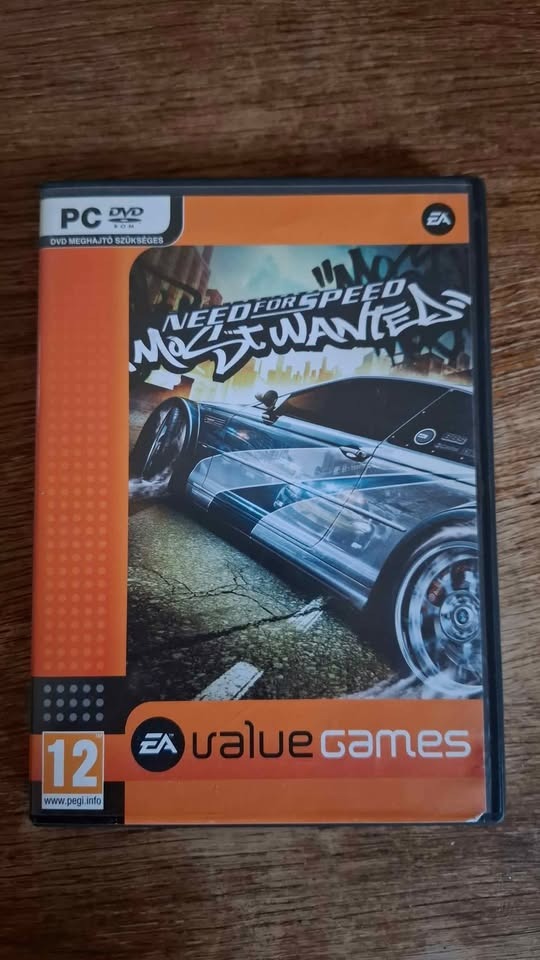 PC DVD
ROM
DVD MEGHAJTÓ SZÜKSÉGES
EA
NEED FOR SPEED
MOST WANTED
EA value Games
12
www.pegi.info